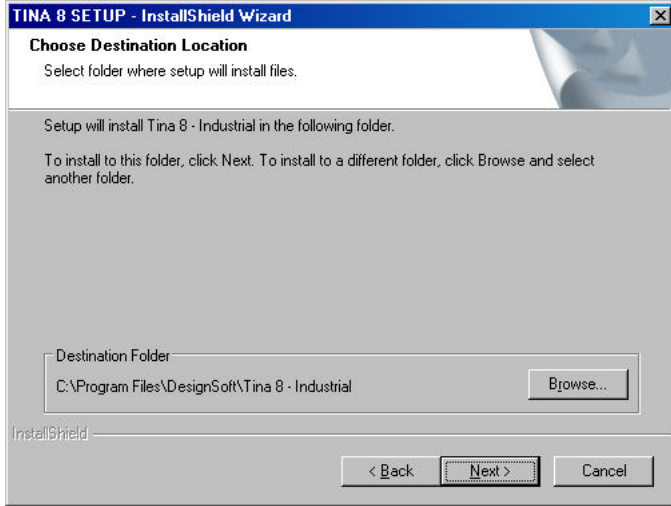 TINA 8 SETUP - InstallShield Wizard
Choose Destination Location
Select folder where setup will install files.
Setup will install Tina 8 - Industrial in the following folder.
To install to this folder, click Next. To install to a different folder, click Browse and select
another folder.
Destination Folder
C:\Program Files\DesignSoft\Tina 8 - Industrial
Browse...
InstallShield
< Back
Next >
Cancel